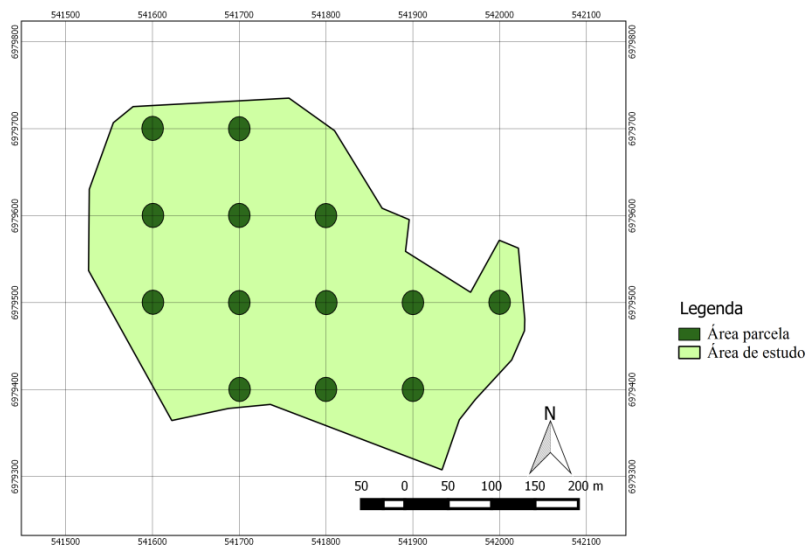 541500 541600 541700 541800 541900 542000 542100
6979800 6979800
6979700 6979700
6979600 6979600
6979500 6979500
6979400 6979400
6979300 6979300
Legenda
Área parcela
Área de estudo
N
50 0 50 100 150 200 m
541500 541600 541700 541800 541900 542000 542100